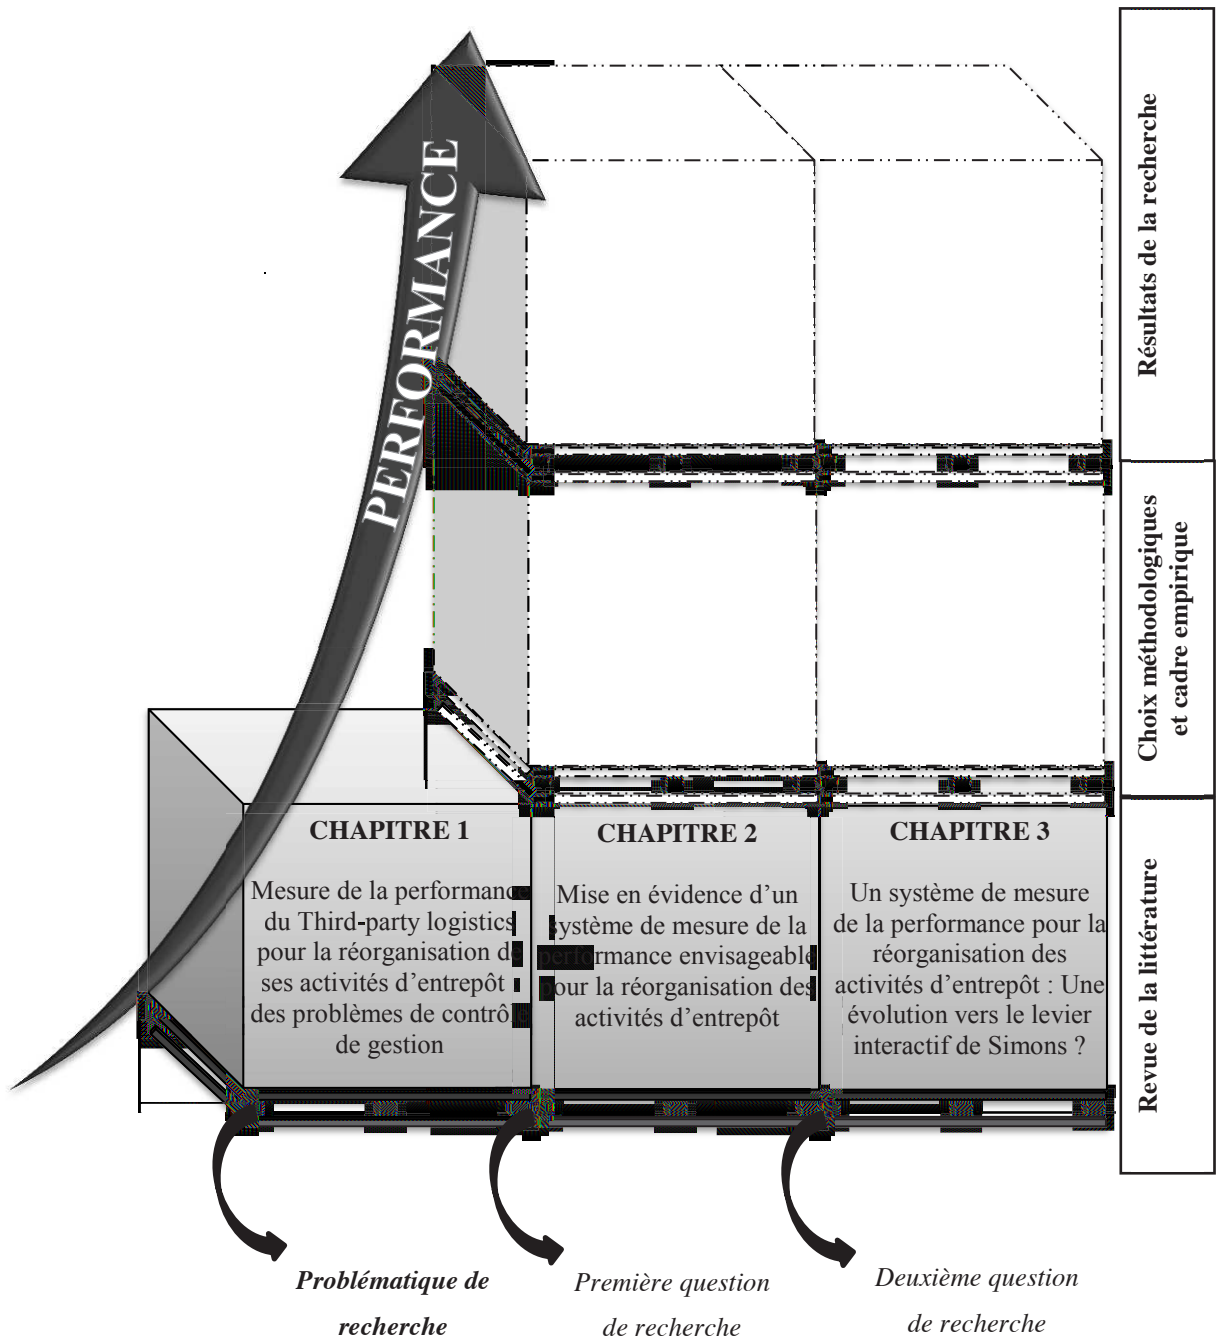 PERFORMANCE
Résultats de la recherche
Choix méthodologiques
et cadre empirique
Revue de la littérature
CHAPITRE 1
Mesure de la performance
du Third-party logistics
pour la réorganisation de
ses activités d’entrepôt
des problèmes de contrôle
de gestion
CHAPITRE 2
Mise en évidence d’un
système de mesure de la
performance envisageable
pour la réorganisation des
activités d’entrepôt
CHAPITRE 3
Un système de mesure
de la performance pour la
réorganisation des
activités d’entrepôt : Une
évolution vers le levier
interactif de Simons ?
Problématique de
recherche
Première question
de recherche
Deuxième question
de recherche